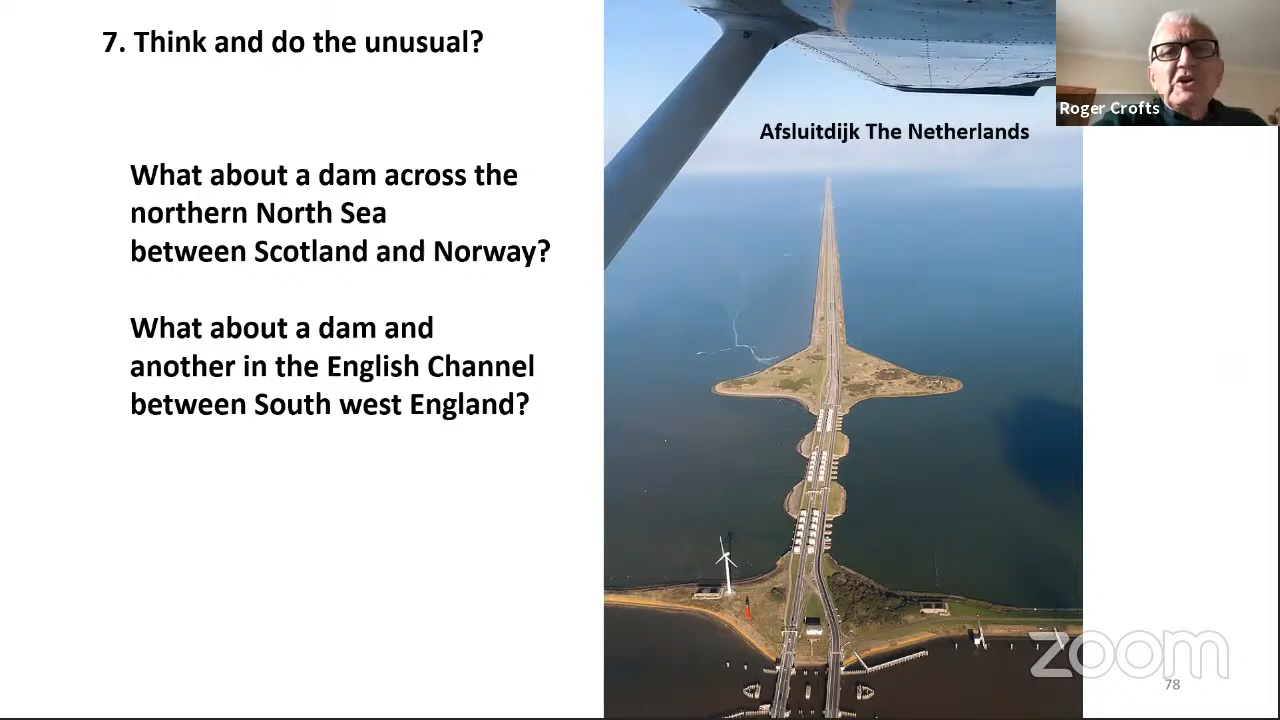 7. Think and do the unusual?
What about a dam across the
northern North Sea
between Scotland and Norway?
What about a dam and
another in the English Channel
between South west England?
Afsluitdijk The Netherlands
Roger Crofts
zoom
78